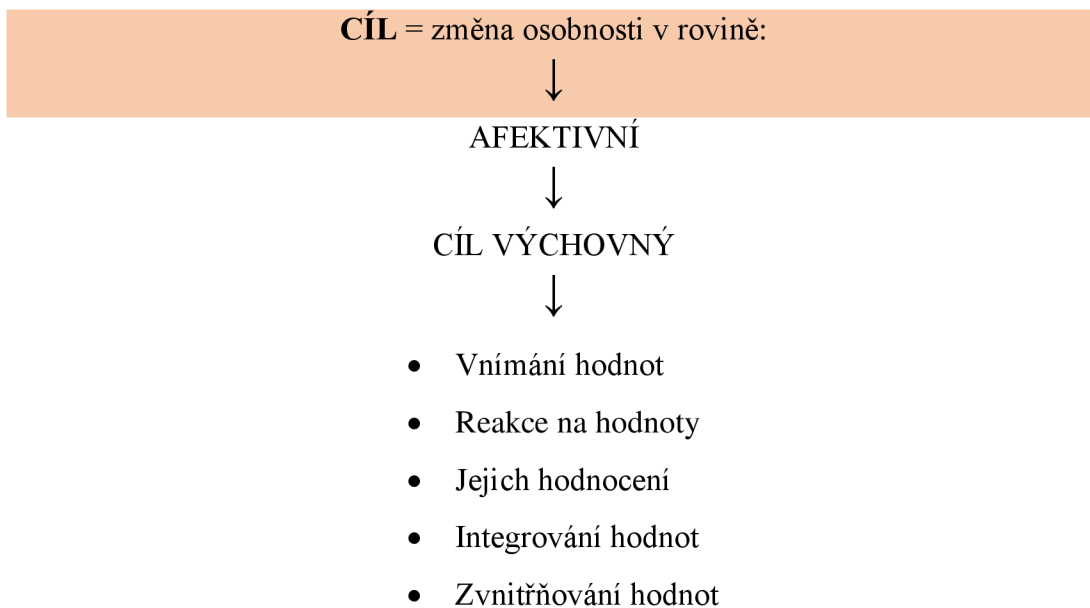 CÍL = změna osobnosti v rovině:
↓
AFEKTIVNÍ
↓
CÍL VÝCHOVNÝ
↓
• Vnímání hodnot
• Reakce na hodnoty
• Jejich hodnocení
• Integrování hodnot
• Zvnitřňování hodnot